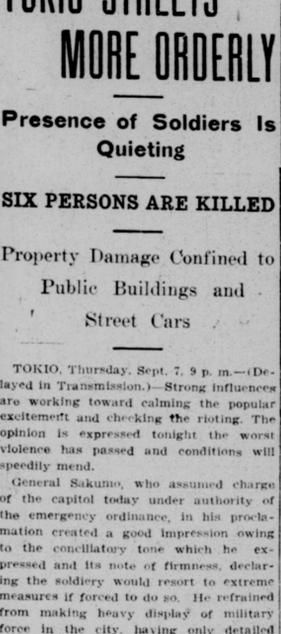 TOKIO STREETS
MORE ORDERLY
Presence of Soldiers Is
Quieting
SIX PERSONS ARE KILLED
Property Damage Confined to
Public Buildings and
Street Cars
TOKIO, Thursday, Sept. 7, 9 p. m.—(De-
layed in Transmission.)—Strong influences
are working toward calming the popular
excitement and checking the rioting. The
opinion is expressed tonight the worst
violence has passed and conditions will
speedily mend.
General Sakumo, who assumed charge
of the capitol today under authority of
the emergency ordinance, in his procla-
mation created a good impression owing
to the conciliatory tone which he ex-
pressed and its note of firmness, declar-
ing the soldiery would resort to extreme
measures if forced to do so. He refrained
from making heavy display of military
force in the city, having only detailed